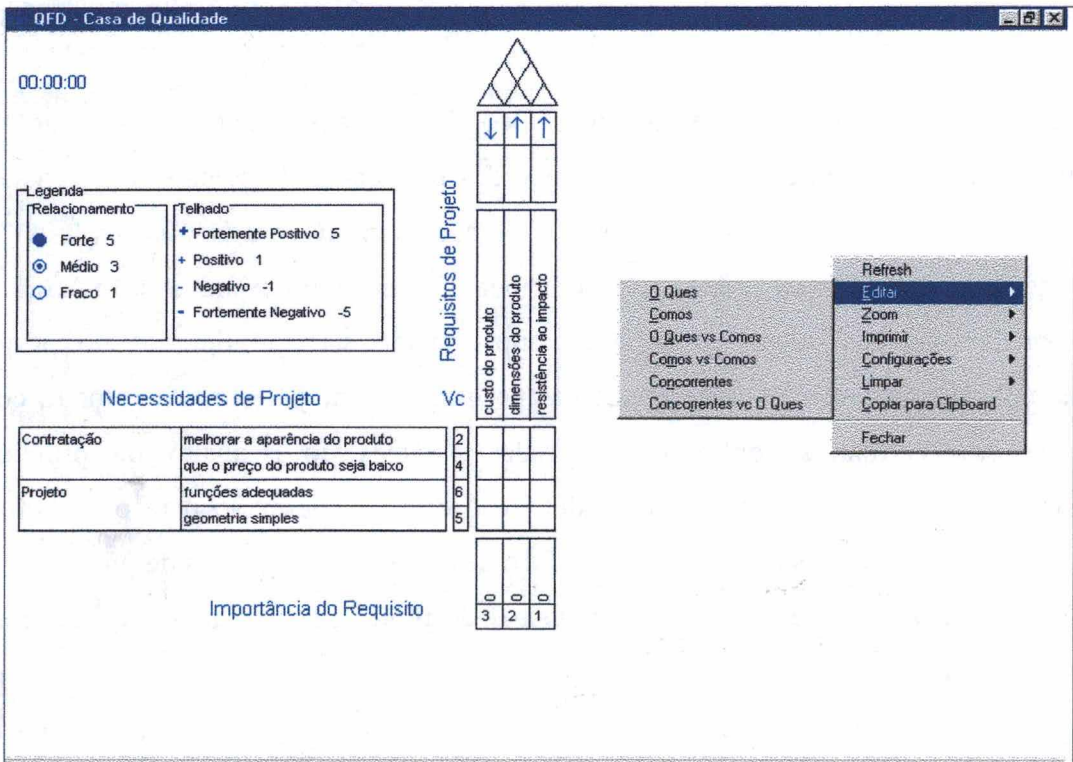 QFD - Casa de Qualidade
00:00:00
Legenda
Relacionamento
Forte 5
Médio 3
Fraco 1
Telhado
+ Fortemente Positivo 5
+ Positivo 1
- Negativo -1
- Fortemente Negativo -5
Requisitos de Projeto
custo do produto
dimensões do produto
resistência ao impacto
Necessidades de Projeto
Vc
Contratação
melhorar a aparência do produto
2
que o preço do produto seja baixo
4
Projeto
funções adequadas
6
geometria simples
5
Importância do Requisito
0 0 0
3 2 1
O Ques
Comos
O Ques vs Comos
Comos vs Comos
Concorrentes
Concorrentes vc O Ques
Refresh
Editar
Zoom
Imprimir
Configurações
Limpar
Copiar para Clipboard
Fechar